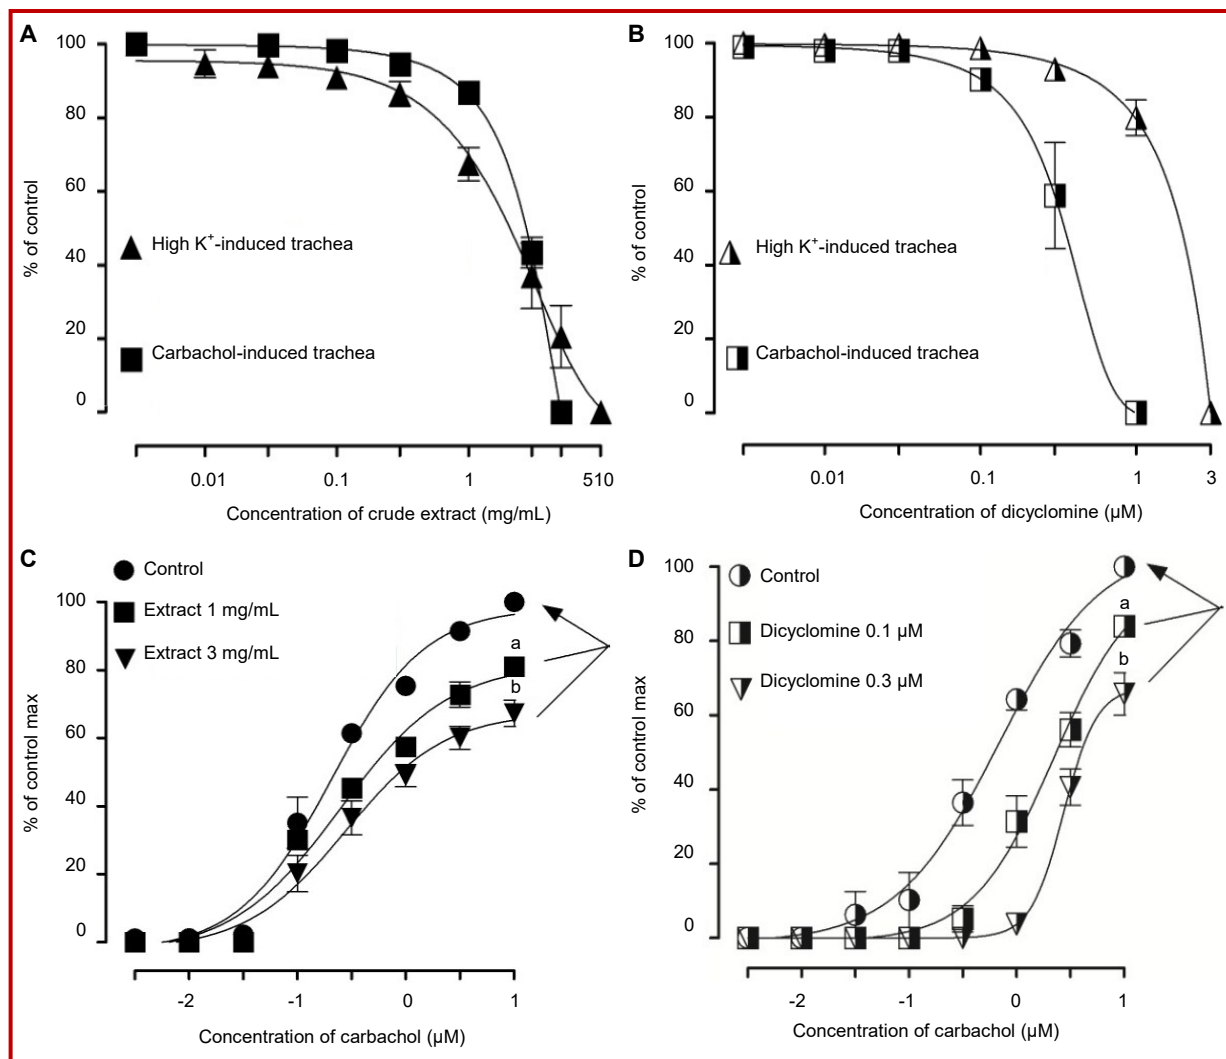 A
% of control
100
80
60
40
20
0
High K⁺-induced trachea
Carbachol-induced trachea
0.01 0.1 1 510
Concentration of crude extract (mg/mL)
B
% of control
100
80
60
40
20
0
High K⁺-induced trachea
Carbachol-induced trachea
0.01 0.1 1 3
Concentration of dicyclomine (µM)
C
Control
Extract 1 mg/mL
Extract 3 mg/mL
% of control max
100
80
60
40
20
0
a
b
-2 -1 0 1
Concentration of carbachol (µM)
D
Control
Dicyclomine 0.1 µM
Dicyclomine 0.3 µM
% of control max
100
80
60
40
20
0
a
b
-2 -1 0 1
Concentration of carbachol (µM)